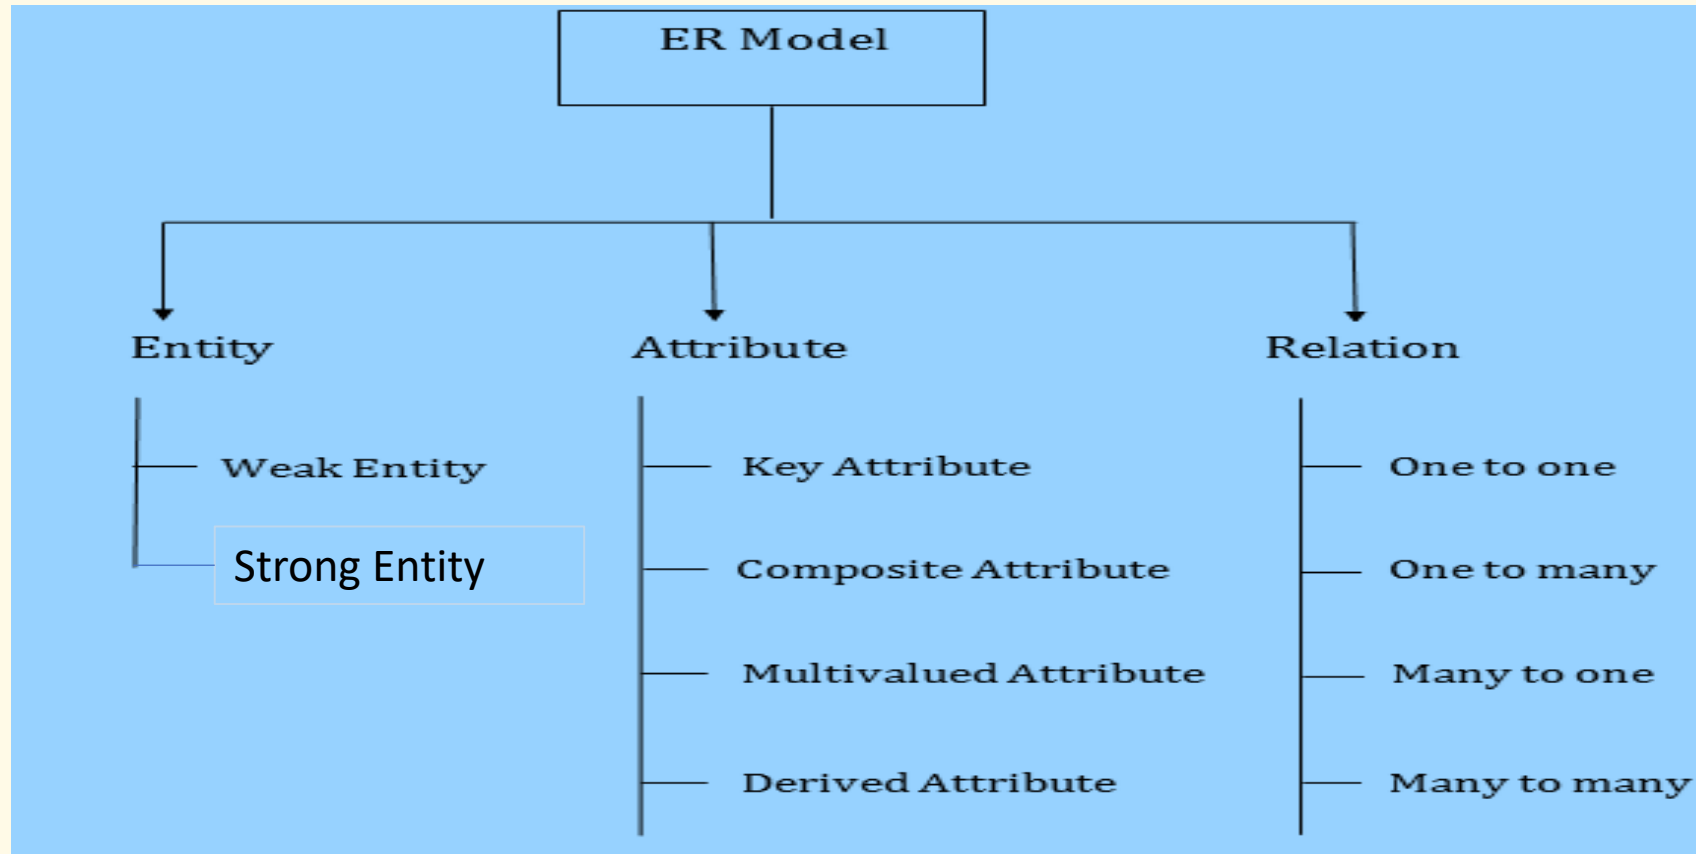 ER Model
Entity
Attribute
Relation
Weak Entity
Strong Entity
Key Attribute
Composite Attribute
Multivalued Attribute
Derived Attribute
One to one
One to many
Many to one
Many to many